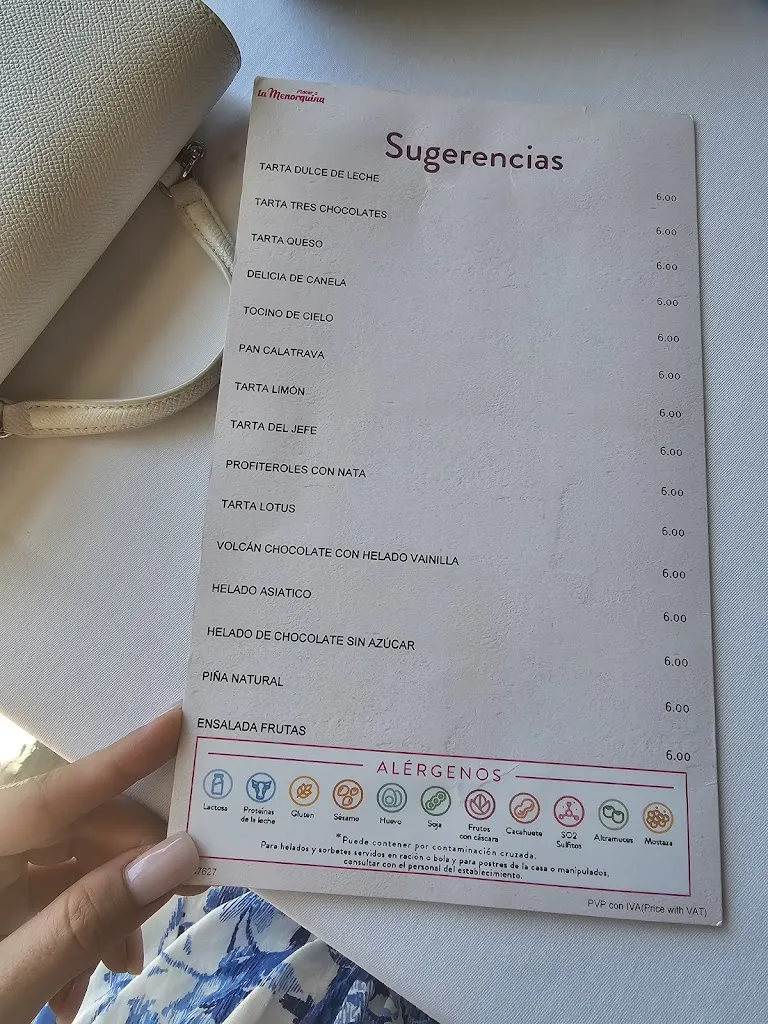 Placer's
la Menorquina
Sugerencias
TARTA DULCE DE LECHE 6.00
TARTA TRES CHOCOLATES 6.00
TARTA QUESO 6.00
DELICIA DE CANELA 6.00
TOCINO DE CIELO 6.00
PAN CALATRAVA 6.00
TARTA LIMÓN 6.00
TARTA DEL JEFE 6.00
PROFITEROLES CON NATA 6.00
TARTA LOTUS 6.00
VOLCÁN CHOCOLATE CON HELADO VAINILLA 6.00
HELADO ASIATICO 6.00
HELADO DE CHOCOLATE SIN AZÚCAR 6.00
PIÑA NATURAL 6.00
ENSALADA FRUTAS 6.00
ALÉRGENOS
Lactosa Proteínas de la leche Gluten Sésamo Huevo Soja Frutos con cáscara Cacahuete SO2 Sulfitos Altramuces Mostaza
*Puede contener por contaminación cruzada.
Para helados y sorbetes servidos en ración o bola y para postres de la casa o manipulados,
consultar con el personal del establecimiento.
7627
PVP con IVA(Price with VAT)